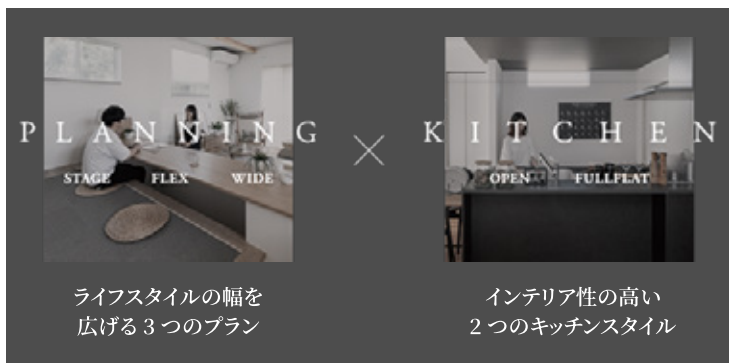 PLANNING
STAGE FLEX WIDE
ライフスタイルの幅を
広げる3つのプラン
×
KITCHEN
OPEN FULLFLAT
インテリア性の高い
2つのキッチンスタイル